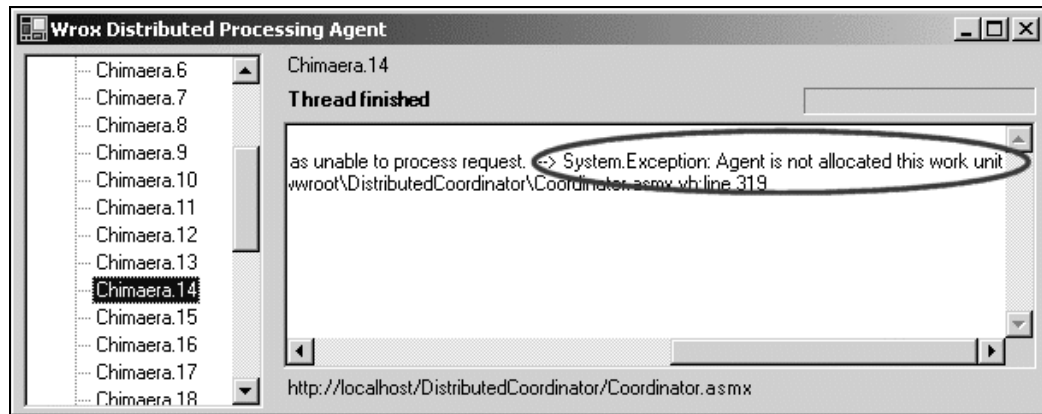 Wrox Distributed Processing Agent
Chimaera.6
Chimaera.7
Chimaera.8
Chimaera.9
Chimaera.10
Chimaera.11
Chimaera.12
Chimaera.13
Chimaera.14
Chimaera.15
Chimaera.16
Chimaera.17
Chimaera.18
Chimaera.14
Thread finished
as unable to process request. --> System.Exception: Agent is not allocated this work unit
wwroot\DistributedCoordinator\Coordinator.asmx.vb:line 319
http://localhost/DistributedCoordinator/Coordinator.asmx